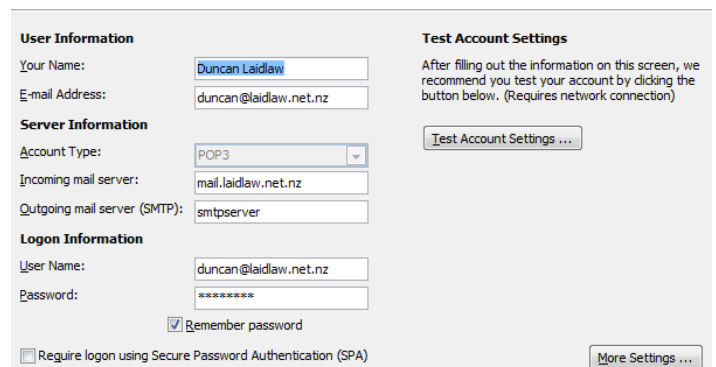 User Information
Your Name:
Duncan Laidlaw
E-mail Address:
duncan@laidlaw.net.nz
Server Information
Account Type:
POP3
Incoming mail server:
mail.laidlaw.net.nz
Outgoing mail server (SMTP):
smtpserver
Logon Information
User Name:
duncan@laidlaw.net.nz
Password:
********
Remember password
Require logon using Secure Password Authentication (SPA)
Test Account Settings
After filling out the information on this screen, we
recommend you test your account by clicking the
button below. (Requires network connection)
Test Account Settings ...
More Settings ...